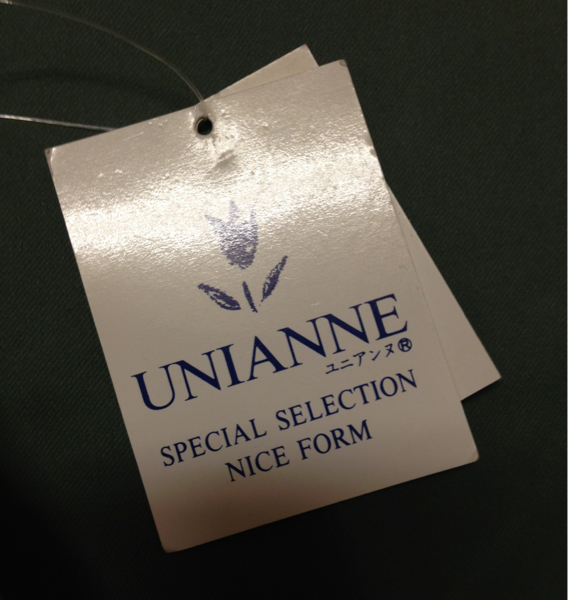 UNIANNE
ユニアンヌ®
SPECIAL SELECTION
NICE FORM